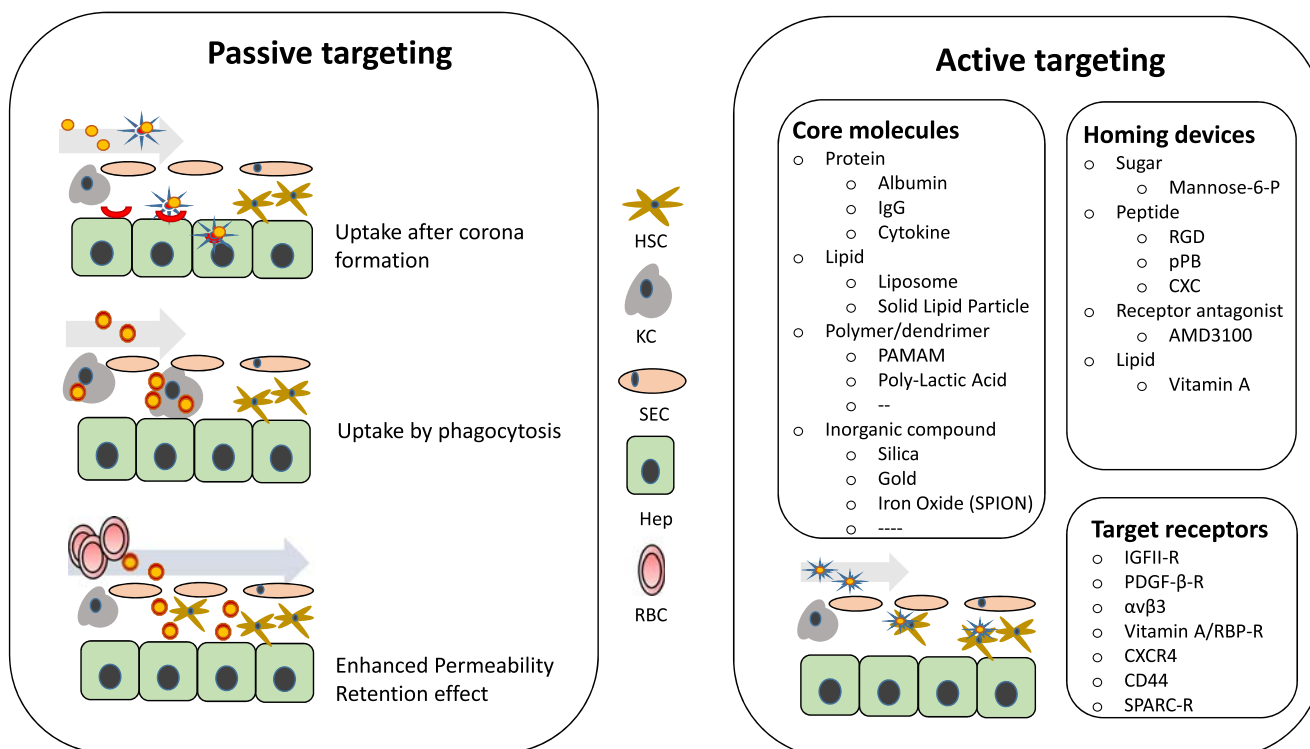 Passive targeting
Uptake after corona
formation
Uptake by phagocytosis
Enhanced Permeability
Retention effect
HSC
KC
SEC
Hep
RBC
Active targeting
Core molecules
o Protein
o Albumin
o IgG
o Cytokine
o Lipid
o Liposome
o Solid Lipid Particle
o Polymer/dendrimer
o PAMAM
o Poly-Lactic Acid
o --
o Inorganic compound
o Silica
o Gold
o Iron Oxide (SPION)
o ----
Homing devices
o Sugar
o Mannose-6-P
o Peptide
o RGD
o pPB
o CXC
o Receptor antagonist
o AMD3100
o Lipid
o Vitamin A
Target receptors
o IGFII-R
o PDGF-β-R
o αvβ3
o Vitamin A/RBP-R
o CXCR4
o CD44
o SPARC-R